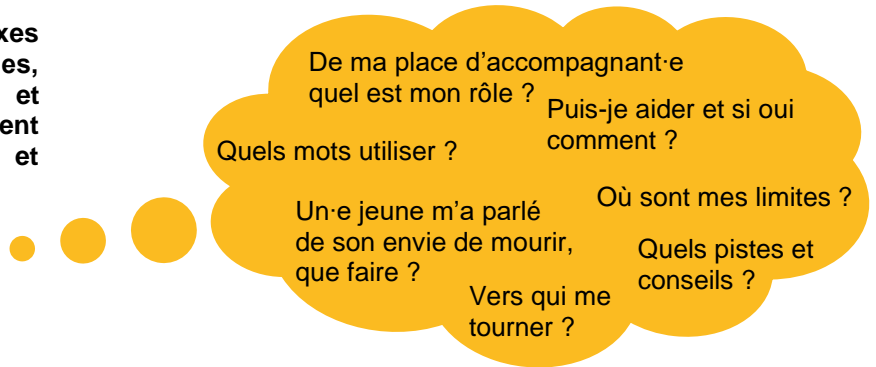 et
ent
et
De ma place d'accompagnant·e
quel est mon rôle ?
Puis-je aider et si oui
comment ?
Quels mots utiliser ?
Où sont mes limites ?
Un·e jeune m'a parlé
de son envie de mourir,
que faire ?
Quels pistes et
conseils ?
Vers qui me
tourner ?